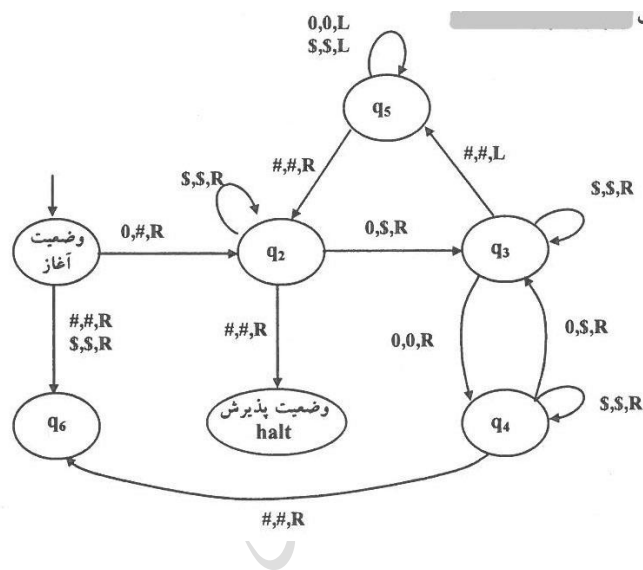 0,0,L
$,$,L
q5
#,#,R
#,#,L
$,$,R
$,$,R
وضعیت
آغاز
0,#,R
q2
0,$,R
q3
#,#,R
$,$,R
#,#,R
0,0,R
0,$,R
q6
وضعیت پذیرش
halt
q4
$,$,R
#,#,R